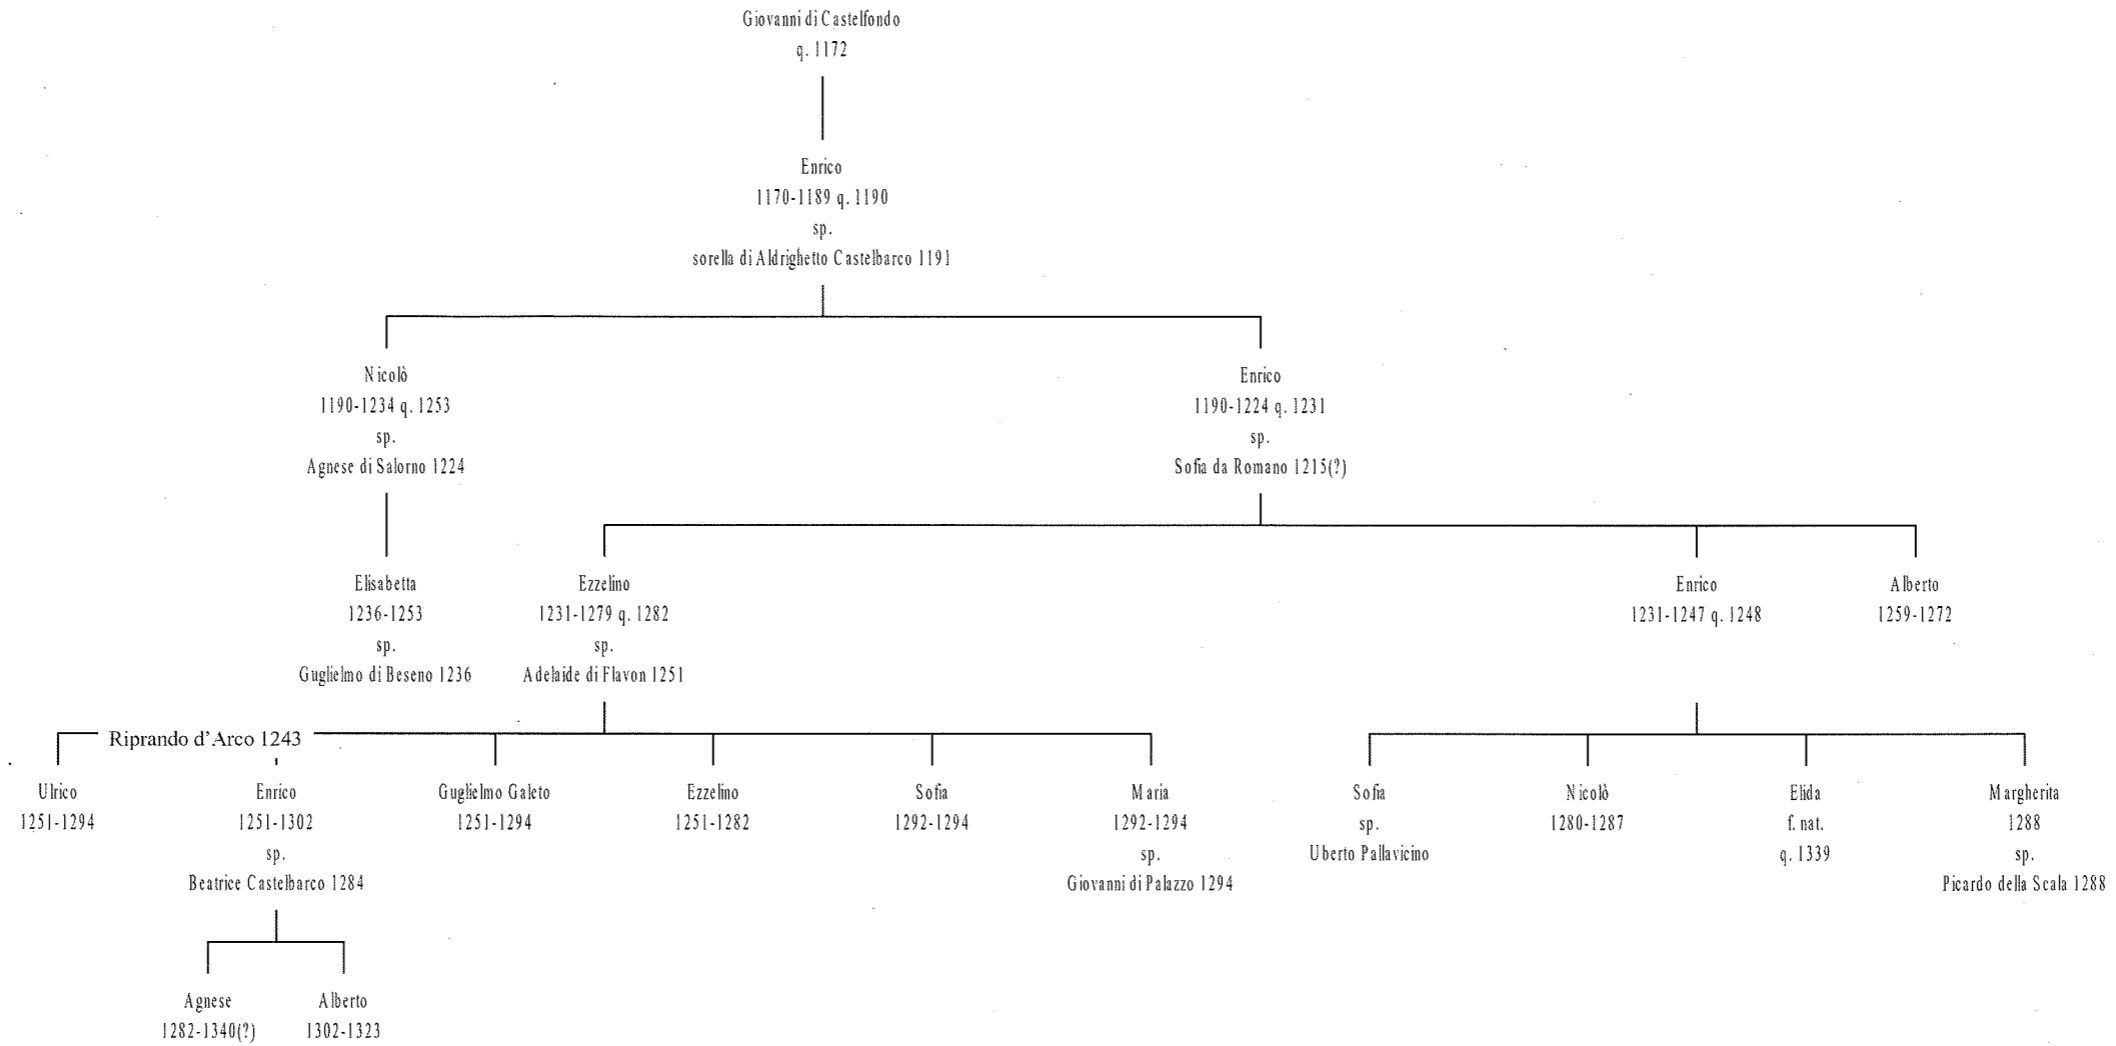 Giovanni di Castelfondo
q. 1172
Enrico
1170-1189 q. 1190
sp.
sorella di Aldrighetto Castelbarco 1191
Nicolò
1190-1234 q. 1253
sp.
Agnese di Salorno 1224
Enrico
1190-1224 q. 1231
sp.
Sofia da Romano 1215(?)
Elisabetta
1236-1253
sp.
Guglielmo di Beseno 1236
Riprando d'Arco 1243
Ezzelino
1231-1279 q. 1282
sp.
Adelaide di Flavon 1251
Enrico
1231-1247 q. 1248
Alberto
1259-1272
Ulrico
1251-1294
Enrico
1251-1302
sp.
Beatrice Castelbarco 1284
Guglielmo Galeto
1251-1294
Ezzelino
1251-1282
Sofia
1292-1294
Maria
1292-1294
sp.
Giovanni di Palazzo 1294
Sofia
sp.
Uberto Pallavicino
Nicolò
1280-1287
Elida
f. nat.
q. 1339
Margherita
1288
sp.
Picardo della Scala 1288
Agnese
1282-1340(?)
Alberto
1302-1323